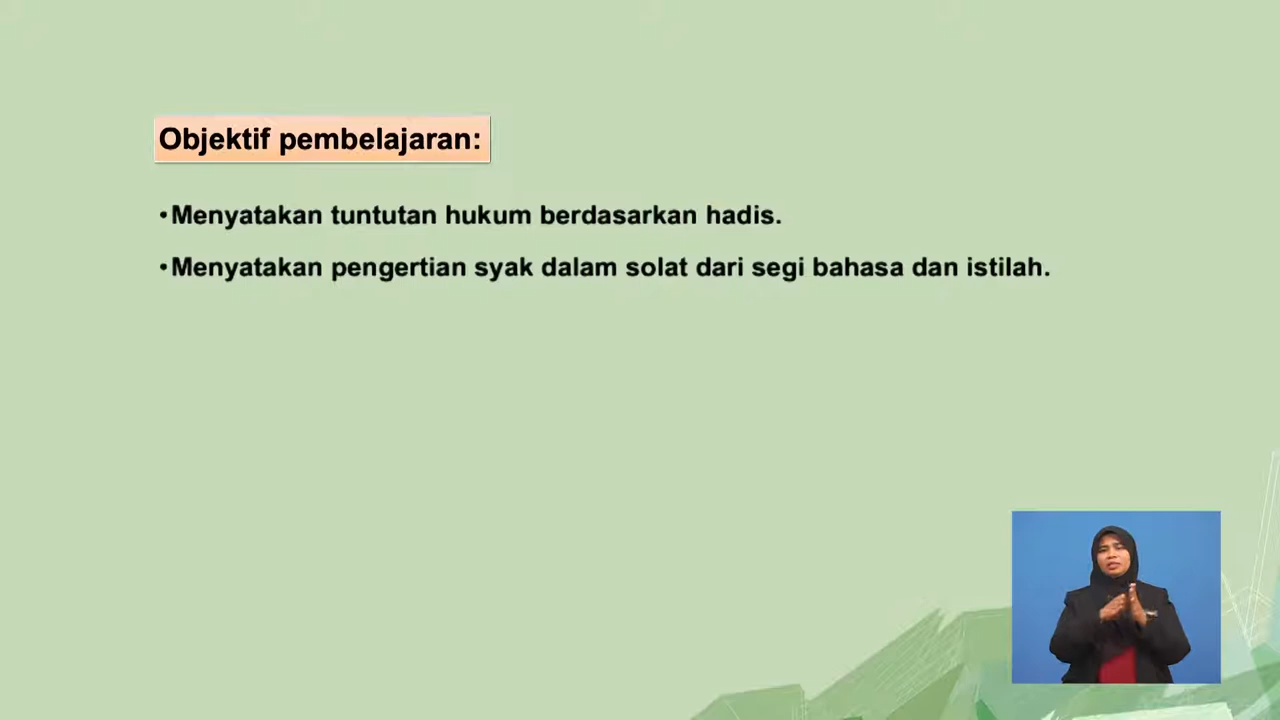 Objektif pembelajaran:
•Menyatakan tuntutan hukum berdasarkan hadis.
•Menyatakan pengertian syak dalam solat dari segi bahasa dan istilah.